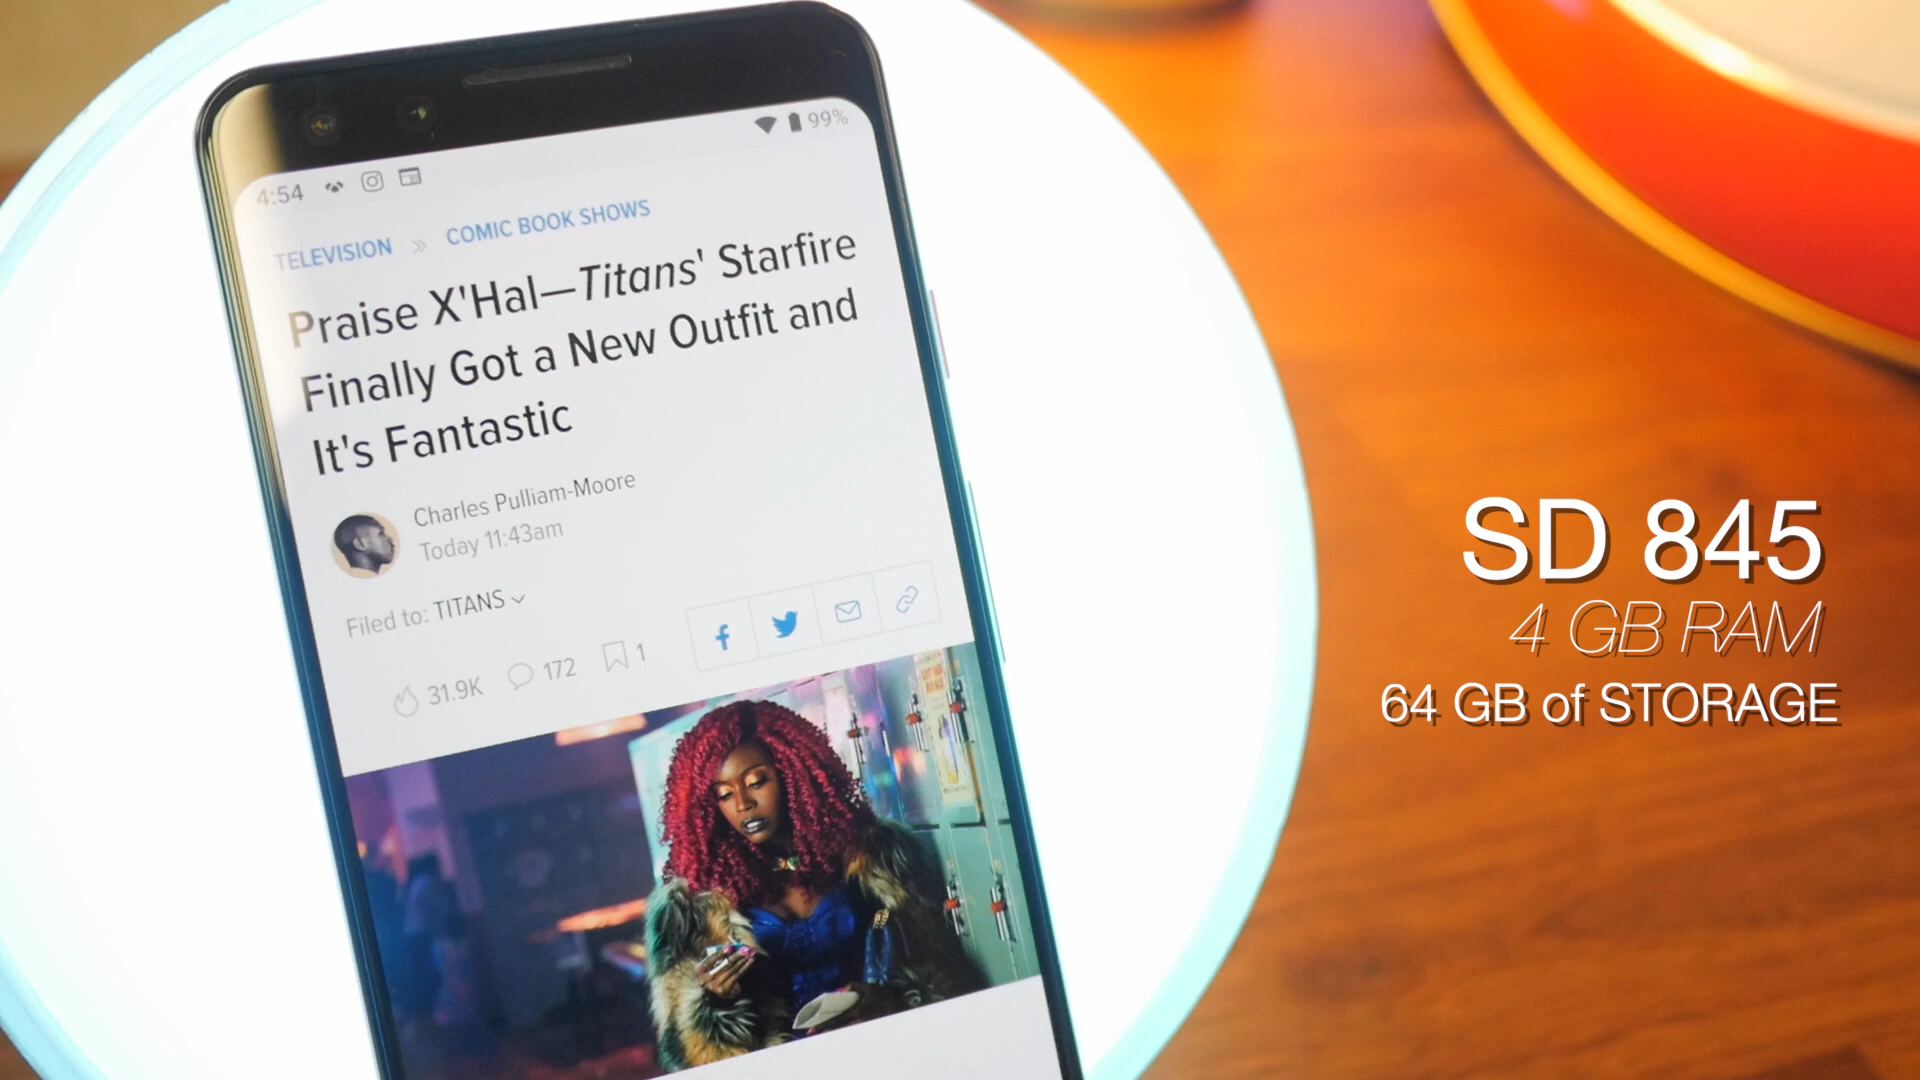 99%
4:54
TELEVISION » COMIC BOOK SHOWS
Praise X'Hal—Titans' Starfire
Finally Got a New Outfit and
It's Fantastic
Charles Pulliam-Moore
Today 11:43am
Filed to: TITANS
31.9K 172 1
SD 845
4 GB RAM
64 GB of STORAGE